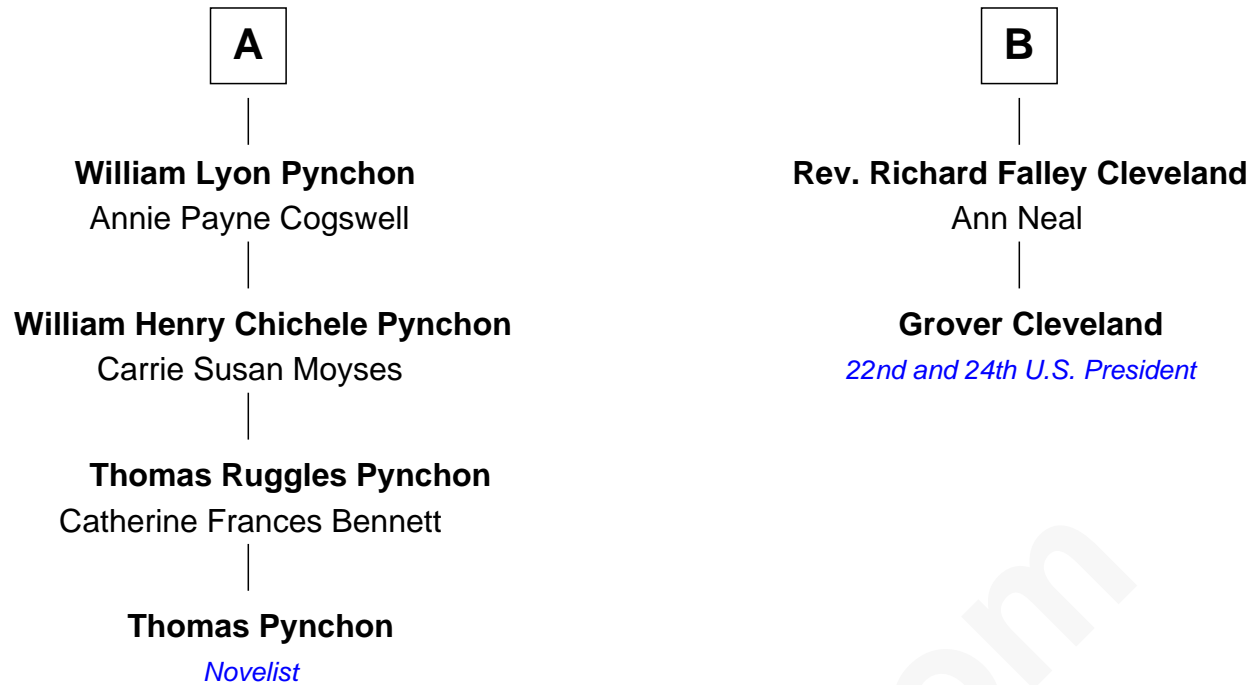 A
William Lyon Pynchon
Annie Payne Cogswell
William Henry Chichele Pynchon
Carrie Susan Moyses
Thomas Ruggles Pynchon
Catherine Frances Bennett
Thomas Pynchon
Novelist
B
Rev. Richard Falley Cleveland
Ann Neal
Grover Cleveland
22nd and 24th U.S. President
om